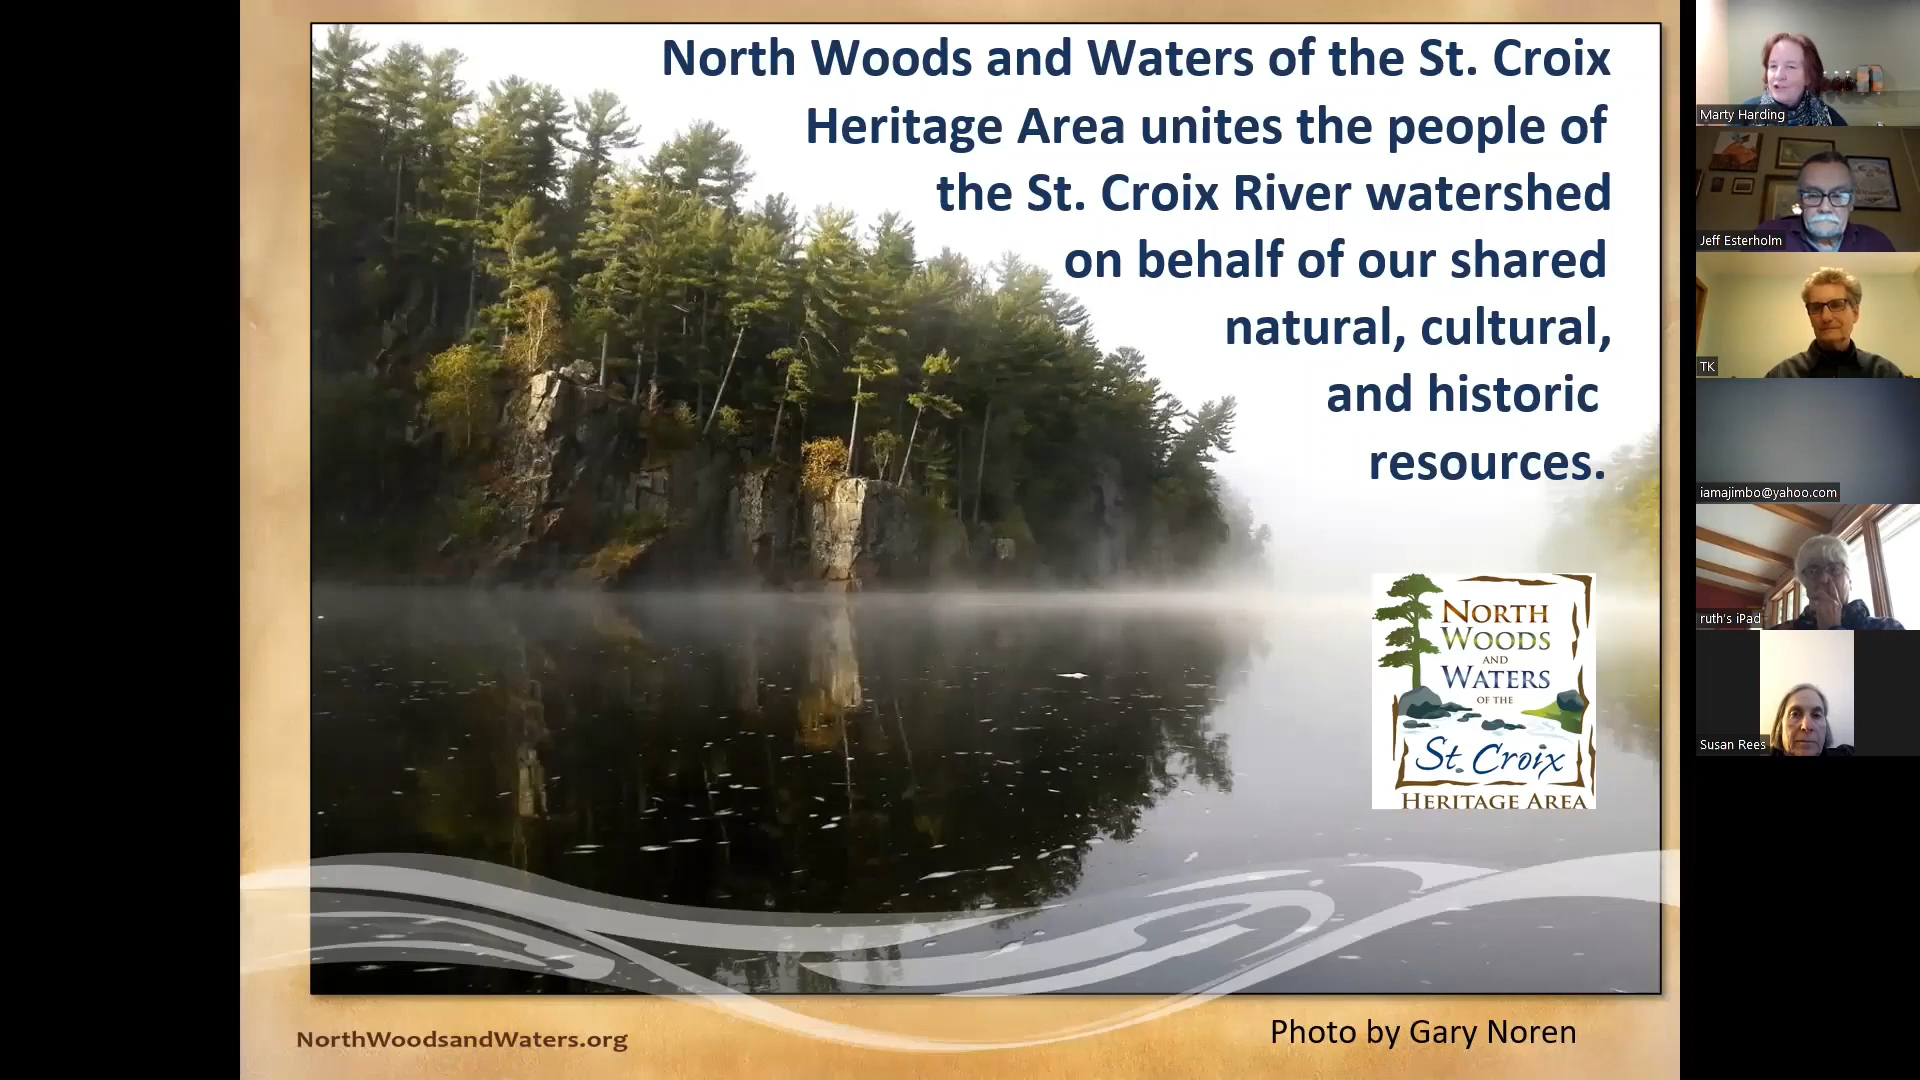 North Woods and Waters of the St. Croix
Heritage Area unites the people of
the St. Croix River watershed
on behalf of our shared
natural, cultural,
and historic
resources.
NORTH
WOODS
AND
WATERS
OF THE
St. Croix
HERITAGE AREA
NorthWoodsandWaters.org
Photo by Gary Noren
Marty Harding
Jeff Esterholm
TK
iamajimbo@yahoo.com
ruth's iPad
Susan Rees